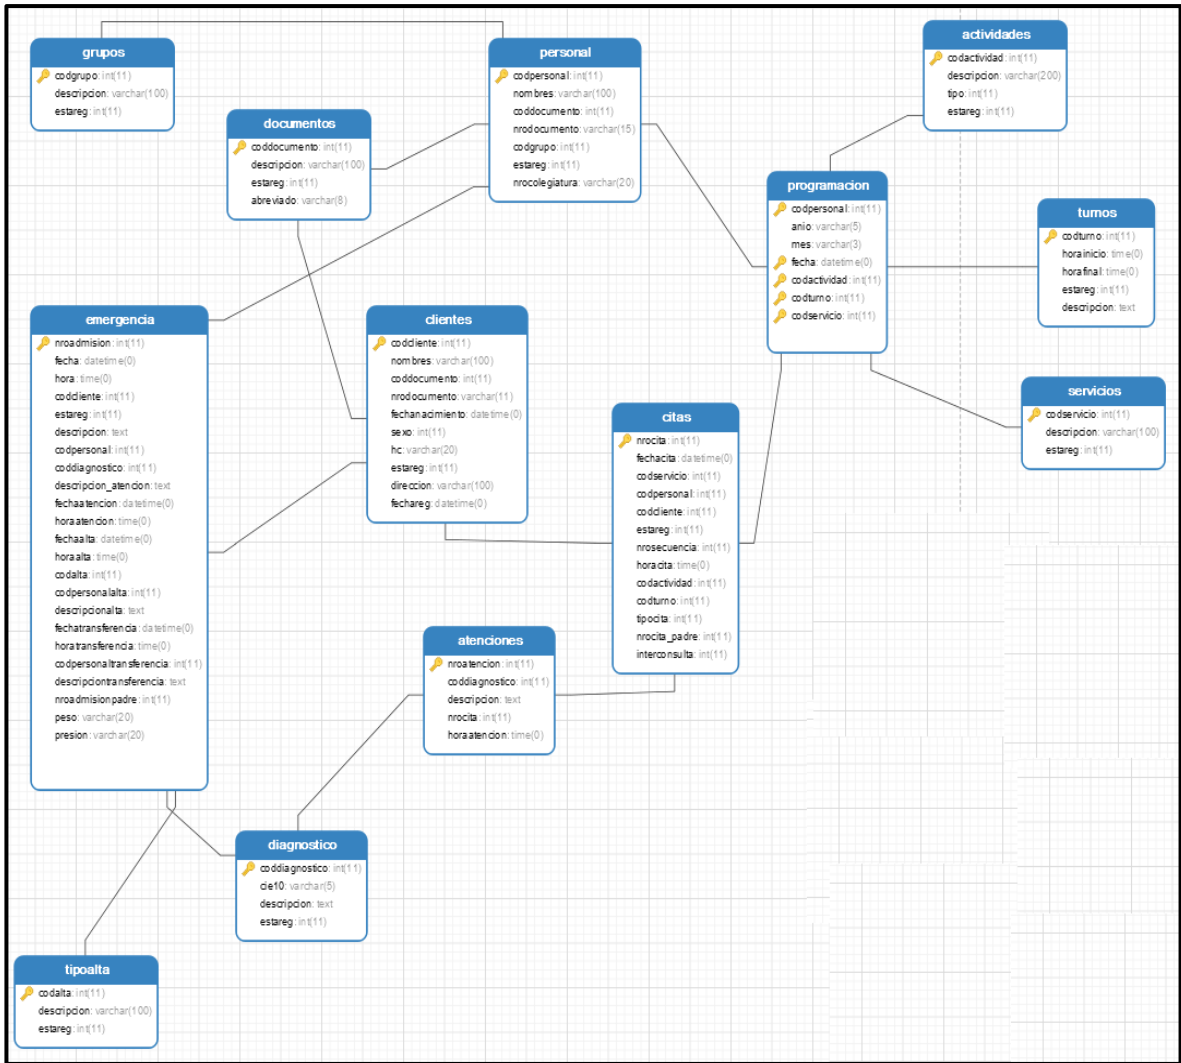 grupos
codgrupo: int(11)
descripcion: varchar(100)
estareg: int(11)
personal
codpersonal: int(11)
nombres: varchar(100)
coddocumento: int(11)
nrodocumento: varchar(15)
codgrupo: int(11)
estareg: int(11)
nrocolegiatura: varchar(20)
actividades
codactividad: int(11)
descripcion: varchar(200)
tipo: int(11)
estareg: int(11)
documentos
coddocumento: int(11)
descripcion: varchar(100)
estareg: int(11)
abreviado: varchar(8)
programacion
codpersonal: int(11)
anio: varchar(5)
mes: varchar(3)
fecha: datetime(0)
codactividad: int(11)
codturno: int(11)
codservicio: int(11)
turnos
codturno: int(11)
horainicio: time(0)
horafinal: time(0)
estareg: int(11)
descripcion: text
emergencia
nroadmision: int(11)
fecha: datetime(0)
hora: time(0)
codcliente: int(11)
estareg: int(11)
descripcion: text
codpersonal: int(11)
coddiagnostico: int(11)
descripcion_atencion: text
fechaatencion: datetime(0)
horaatencion: time(0)
fechaalta: datetime(0)
horaalta: time(0)
codalta: int(11)
codpersonalalta: int(11)
descripcionalta: text
fechatransferencia: datetime(0)
horatransferencia: time(0)
codpersonaltransferencia: int(11)
descripciontransferencia: text
nroadmisionpadre: int(11)
peso: varchar(20)
presion: varchar(20)
clientes
codcliente: int(11)
nombres: varchar(100)
coddocumento: int(11)
nrodocumento: varchar(11)
fechanacimiento: datetime(0)
sexo: int(11)
hc: varchar(20)
estareg: int(11)
direccion: varchar(100)
fechareg: datetime(0)
citas
nrocita: int(11)
fechacita: datetime(0)
codservicio: int(11)
codpersonal: int(11)
codcliente: int(11)
estareg: int(11)
nrosecuencia: int(11)
horacita: time(0)
codactividad: int(11)
codturno: int(11)
tipocita: int(11)
nrocita_padre: int(11)
interconsulta: int(11)
servicios
codservicio: int(11)
descripcion: varchar(100)
estareg: int(11)
atenciones
nroatencion: int(11)
coddiagnostico: int(11)
descripcion: text
nrocita: int(11)
horaatencion: time(0)
diagnostico
coddiagnostico: int(11)
cie10: varchar(5)
descripcion: text
estareg: int(11)
tipoalta
codalta: int(11)
descripcion: varchar(100)
estareg: int(11)